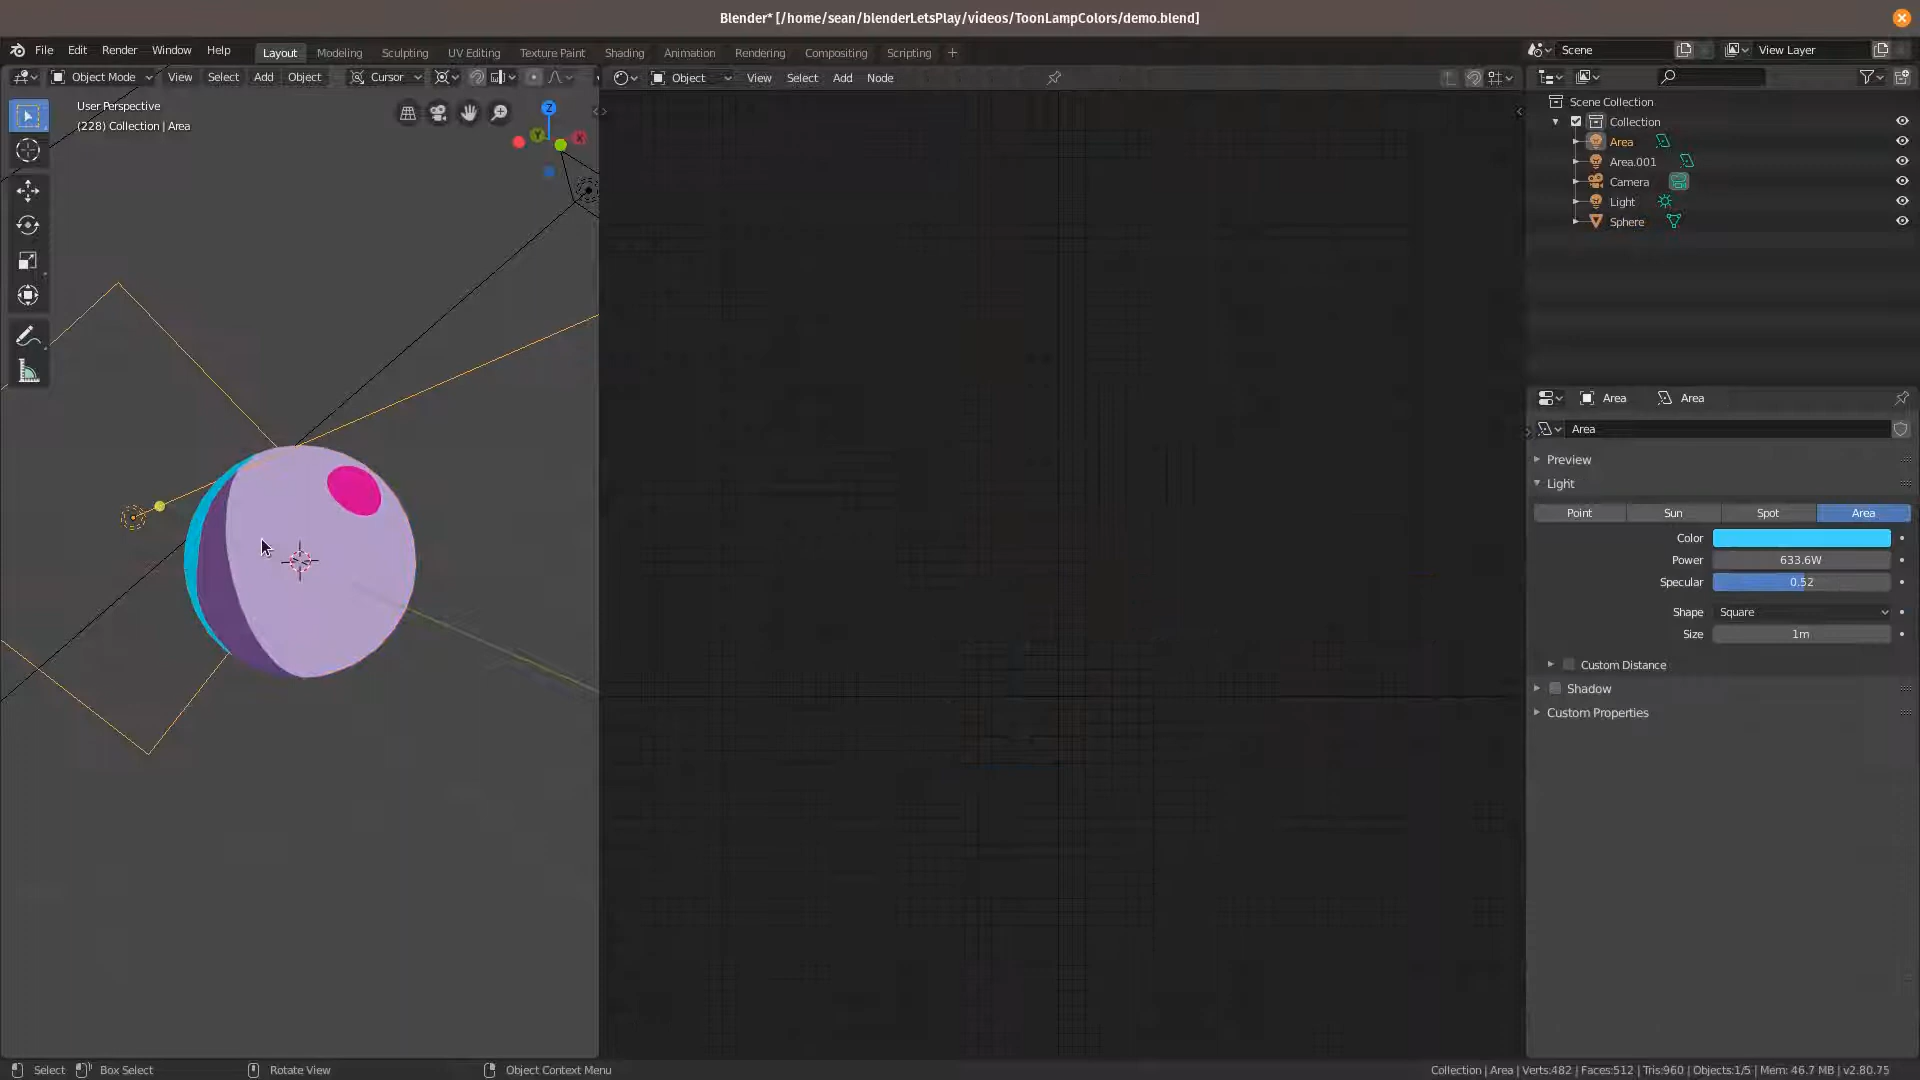 Blender* [/home/sean/blenderLetsPlay/videos/ToonLampColors/demo.blend]
File Edit Render Window Help Layout Modeling Sculpting UV Editing Texture Paint Shading Animation Rendering Compositing Scripting + Scene View Layer
Object Mode View Select Add Object Cursor Object View Select Add Node
User Perspective
(228) Collection | Area
Z
Y
X
Scene Collection
Collection
Area
Area.001
Camera
Light
Sphere
Area Area
Area
Preview
Light
Point Sun Spot Area
Color
Power 633.6W
Specular 0.52
Shape Square
Size 1m
Custom Distance
Shadow
Custom Properties
Select Box Select Rotate View Object Context Menu Collection | Area | Verts:482 | Faces:512 | Tris:960 | Objects:1/5 | Mem: 46.7 MB | v2.80.75